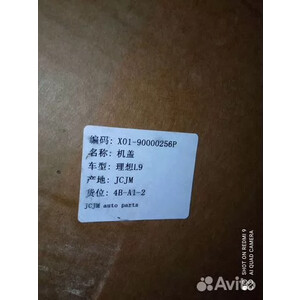 编码: X01-90000256P
名称: 机盖
车型: 理想L9
产地: JCJM
货位: 4B-A1-2
jCjM auto parts
SHOT ON REDMI 9
AI QUAD CAMERA
Avito